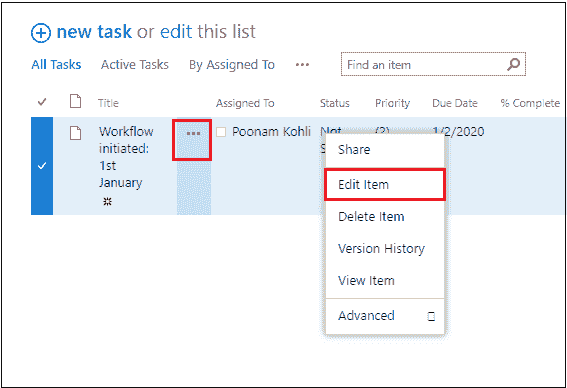 new task or edit this list
All Tasks Active Tasks By Assigned To ...
Find an item
Title Assigned To Status Priority Due Date % Complete
Workflow ... Poonam Kohli Not (2) 1/2/2020
initiated: S
1st
January
Share
Edit Item
Delete Item
Version History
View Item
Advanced